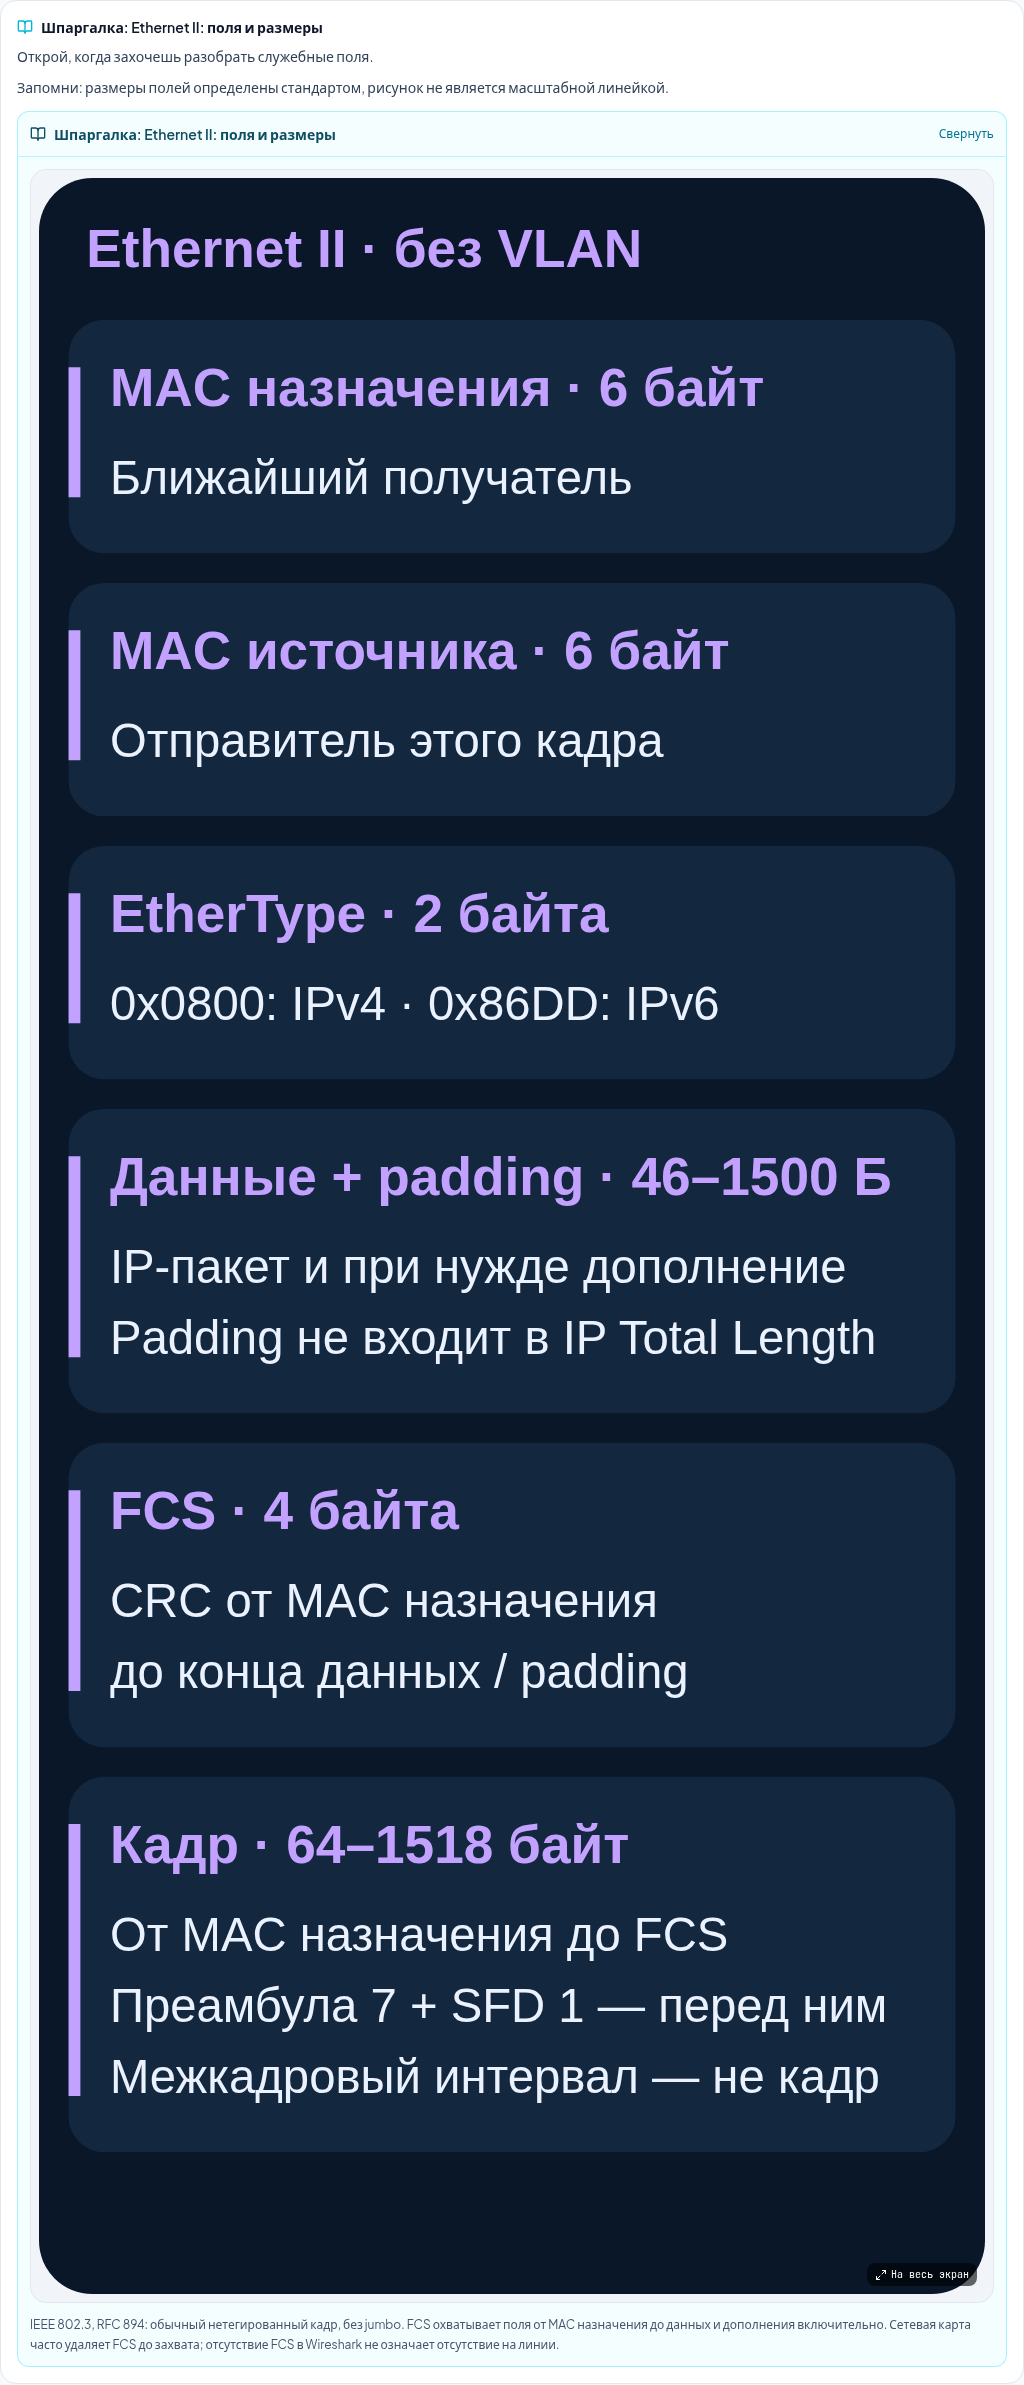 Шпаргалка: Ethernet II: поля и размеры
Открой, когда захочешь разобрать служебные поля.
Запомни: размеры полей определены стандартом, рисунок не является масштабной линейкой.
Шпаргалка: Ethernet II: поля и размеры
Свернуть
Ethernet II · без VLAN
MAC назначения · 6 байт
Ближайший получатель
MAC источника · 6 байт
Отправитель этого кадра
EtherType · 2 байта
0x0800: IPv4 · 0x86DD: IPv6
Данные + padding · 46–1500 Б
IP-пакет и при нужде дополнение
Padding не входит в IP Total Length
FCS · 4 байта
CRC от MAC назначения
до конца данных / padding
Кадр · 64–1518 байт
От MAC назначения до FCS
Преамбула 7 + SFD 1 — перед ним
Межкадровый интервал — не кадр
На весь экран
IEEE 802.3, RFC 894: обычный нетегированный кадр, без jumbo. FCS охватывает поля от MAC назначения до данных и дополнения включительно. Сетевая карта
часто удаляет FCS до захвата; отсутствие FCS в Wireshark не означает отсутствие на линии.